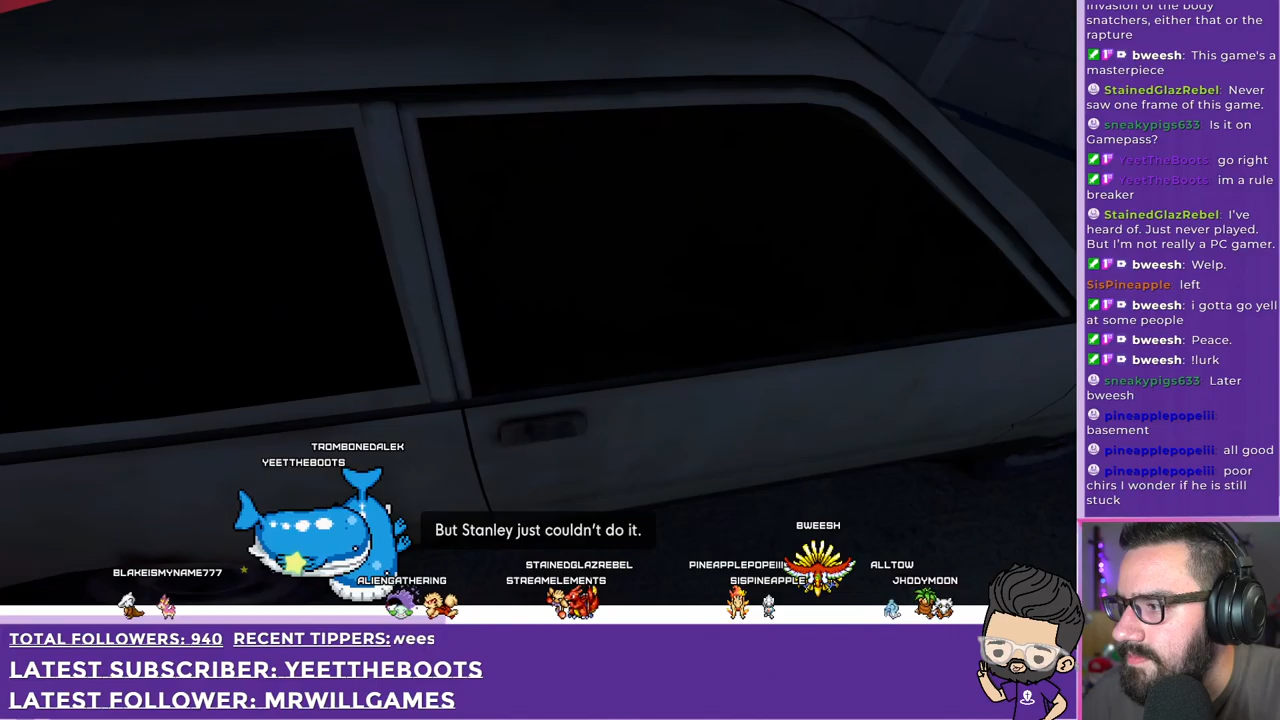 invasion of the body
snatchers, either that or the
rapture
bweesh: This game's a
masterpiece
StainedGlazRebel: Never
saw one frame of this game.
sneakypigs633 Is it on
Gamepass?
YeetTheBoots: go right
YeetTheBoots: im a rule
breaker
StainedGlazRebel: I've
heard of. Just never played.
But I'm not really a PC gamer.
bweesh: Welp.
SisPineapple left
bweesh: i gotta go yell
at some people
bweesh: Peace.
bweesh: !lurk
sneakypigs633 Later
bweesh
pineapplepopeiii:
basement
pineapplepopeiii: all good
pineapplepopeiii: poor
chirs I wonder if he is still
stuck
TROMBONEDALEK
YEETTHEBOOTS
But Stanley just couldn't do it.
BWEESH
BLAKEISMYNAME777
ALIENGATHERING
STAINEDGLAZREBEL
STREAMELEMENTS
PINEAPPLEPOPEIII
SISPINEAPPLE
ALLTOW
JHODYMOON
TOTAL FOLLOWERS: 940 RECENT TIPPERS: wees
LATEST SUBSCRIBER: YEETTHEBOOTS
LATEST FOLLOWER: MRWILLGAMES